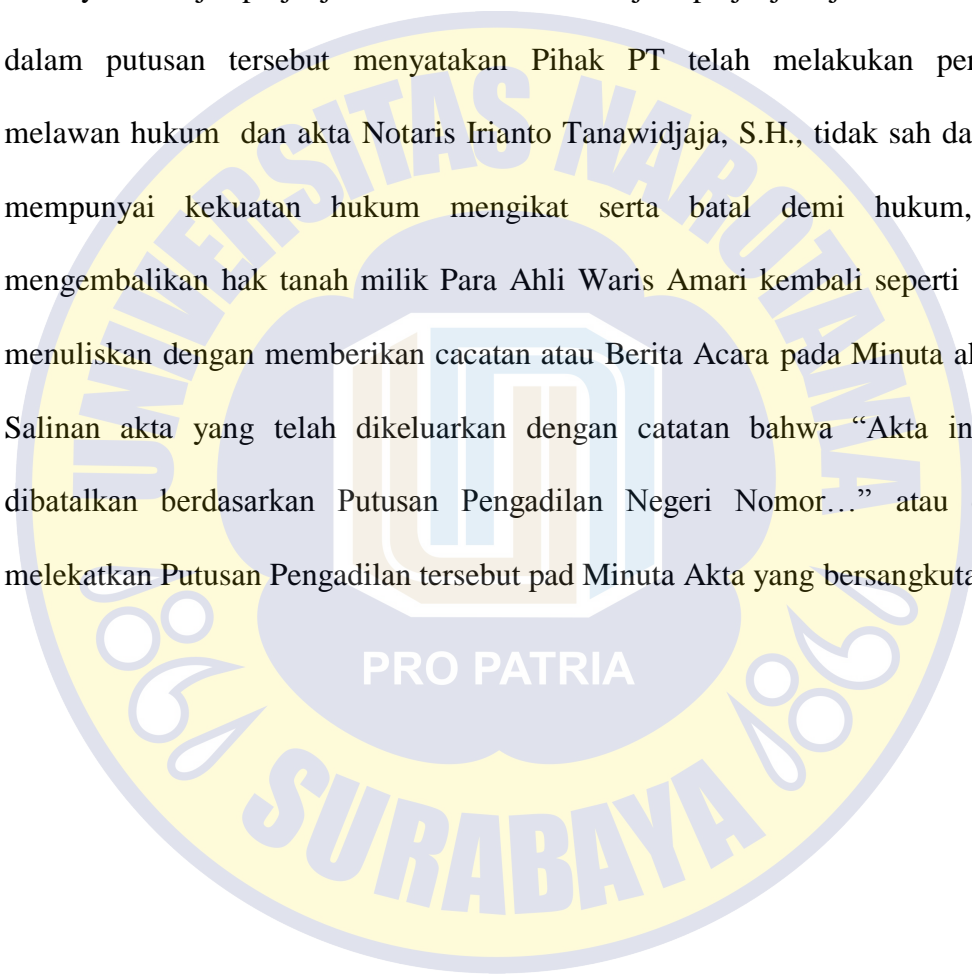 dalam putusan tersebut menyatakan Pihak PT telah melakukan per
melawan hukum dan akta Notaris Irianto Tanawidjaja, S.H., tidak sah da
mempunyai kekuatan hukum mengikat serta batal demi hukum,
mengembalikan hak tanah milik Para Ahli Waris Amari kembali seperti
menuliskan dengan memberikan cacatan atau Berita Acara pada Minuta a
Salinan akta yang telah dikeluarkan dengan catatan bahwa “Akta in
dibatalkan berdasarkan Putusan Pengadilan Negeri Nomor…” atau
melekatkan Putusan Pengadilan tersebut pad Minuta Akta yang bersangkuta
UNIVERSITAS NAROTAMA
PRO PATRIA
SURABAYA